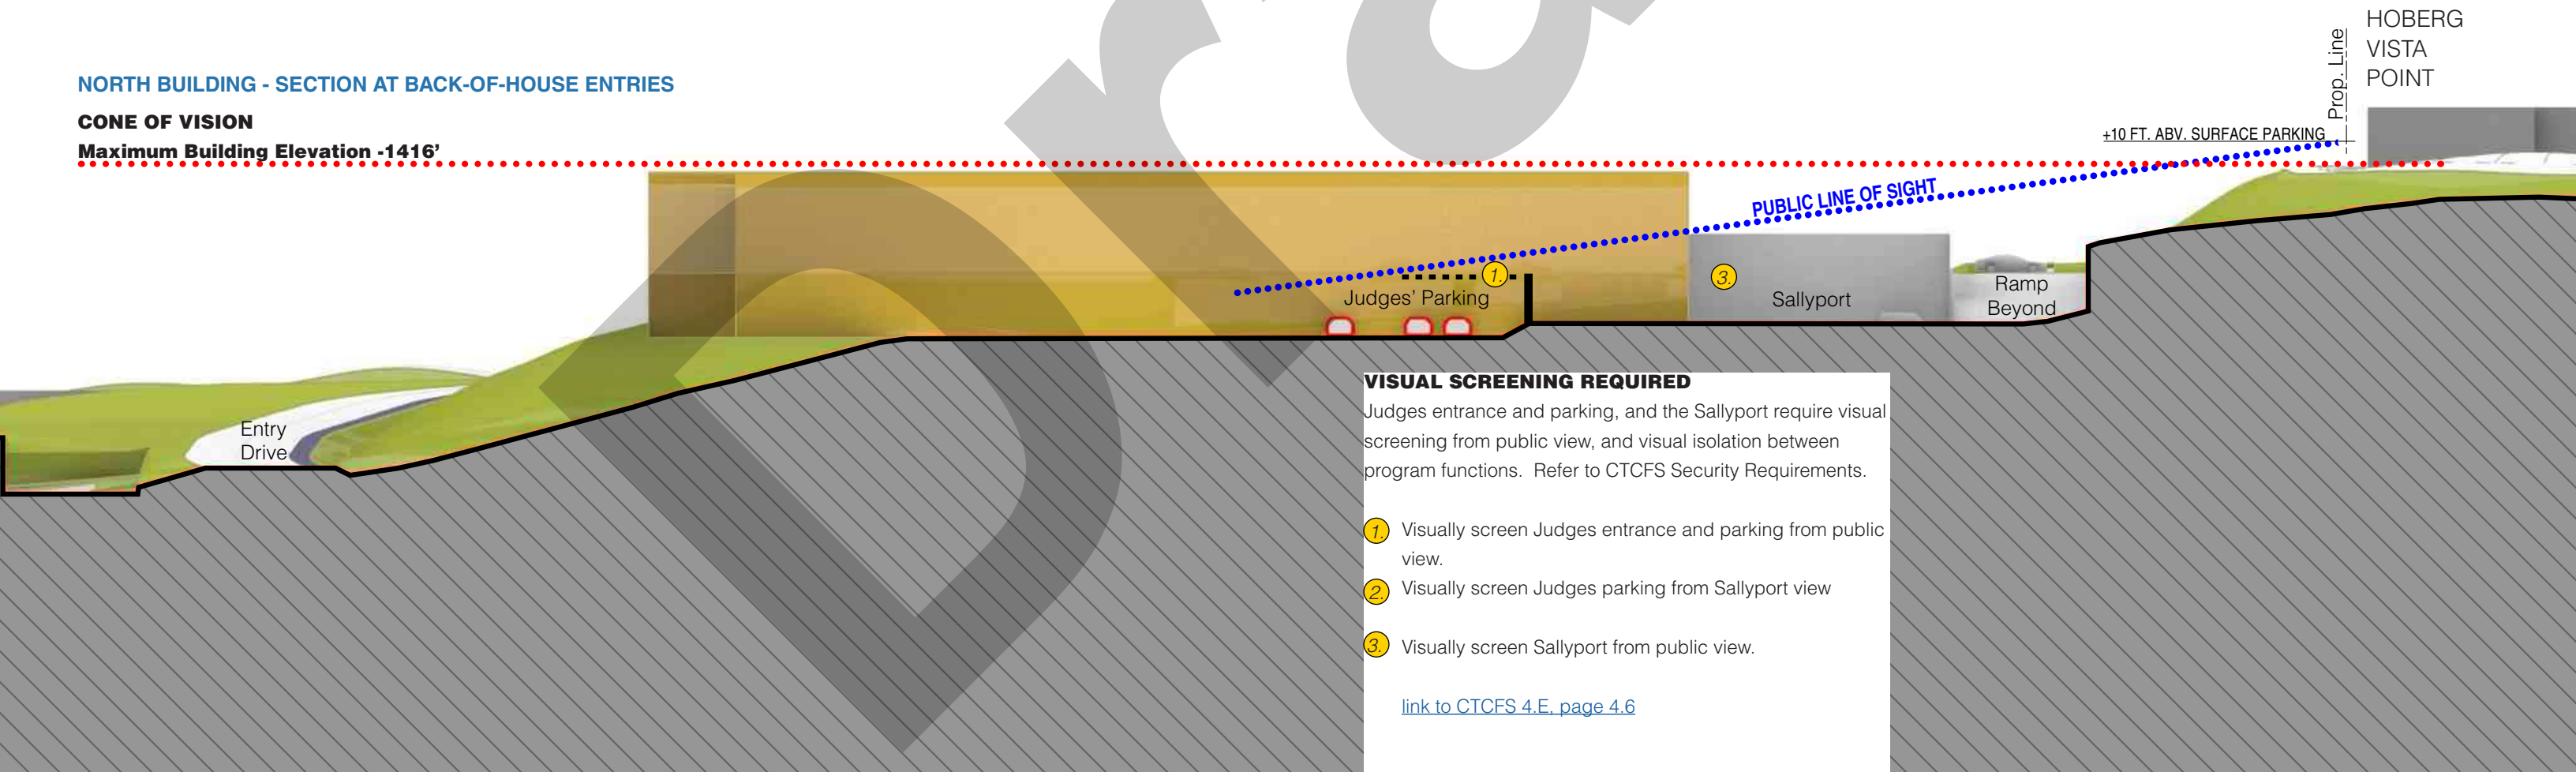 HOBERG
VISTA
POINT
Prop. Line
NORTH BUILDING - SECTION AT BACK-OF-HOUSE ENTRIES
CONE OF VISION
Maximum Building Elevation -1416’
+10 FT. ABV. SURFACE PARKING
PUBLIC LINE OF SIGHT
1.
Judges’ Parking
3.
Sallyport
Ramp
Beyond
Entry
Drive
VISUAL SCREENING REQUIRED
Judges entrance and parking, and the Sallyport require visual
screening from public view, and visual isolation between
program functions.  Refer to CTCFS Security Requirements.
1. Visually screen Judges entrance and parking from public
view.
2. Visually screen Judges parking from Sallyport view
3. Visually screen Sallyport from public view.
link to CTCFS 4.E, page 4.6
Dra